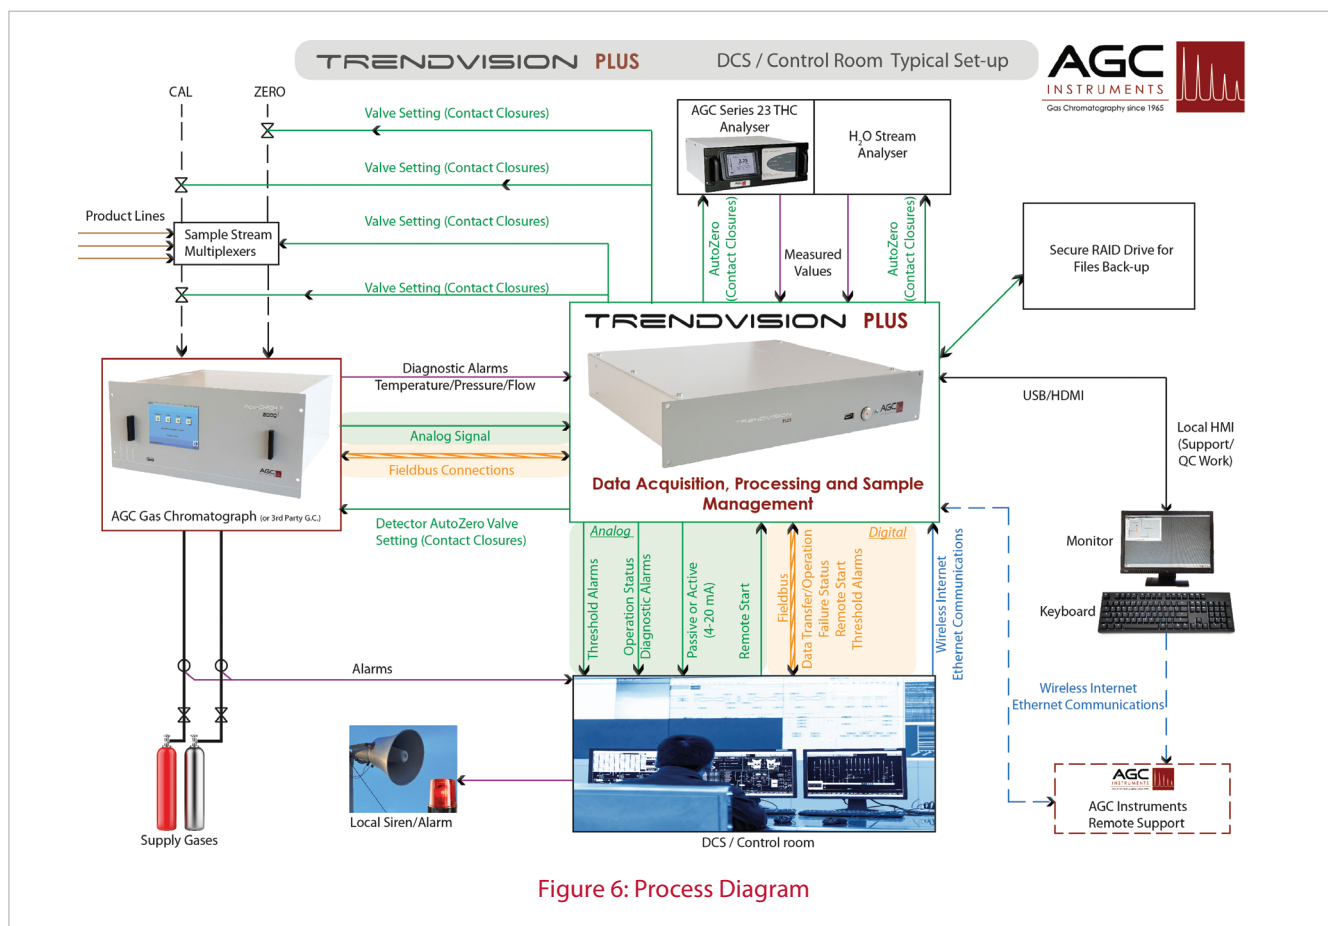 TRENDVISION PLUS
DCS / Control Room Typical Set-up
AGC
INSTRUMENTS
Gas Chromatography since 1965
CAL
ZERO
Valve Setting (Contact Closures)
Valve Setting (Contact Closures)
Valve Setting (Contact Closures)
Valve Setting (Contact Closures)
Product Lines
Sample Stream
Multiplexers
AGC Series 23 THC
Analyser
H2O Stream
Analyser
AutoZero
(Contact Closures)
Measured
Values
AutoZero
(Contact Closures)
Secure RAID Drive for
Files Back-up
TRENDVISION PLUS
TRENDVISION
PLUS
AGC
Data Acquisition, Processing and Sample
Management
Diagnostic Alarms
Temperature/Pressure/Flow
Analog Signal
Fieldbus Connections
Detector AutoZero Valve
Setting (Contact Closures)
AGC
AGC Gas Chromatograph (or 3rd Party G.C.)
USB/HDMI
Local HMI
(Support/
QC Work)
Monitor
Keyboard
Analog
Digital
Threshold Alarms
Operation Status
Diagnostic Alarms
Passive or Active
(4-20 mA)
Remote Start
Fieldbus
Data Transfer/Operation
Failure Status
Remote Start
Threshold Alarms
Wireless Internet
Ethernet Communications
Alarms
Wireless Internet
Ethernet Communications
Supply Gases
Local Siren/Alarm
DCS / Control room
AGC
INSTRUMENTS
AGC Instruments
Remote Support
Figure 6: Process Diagram